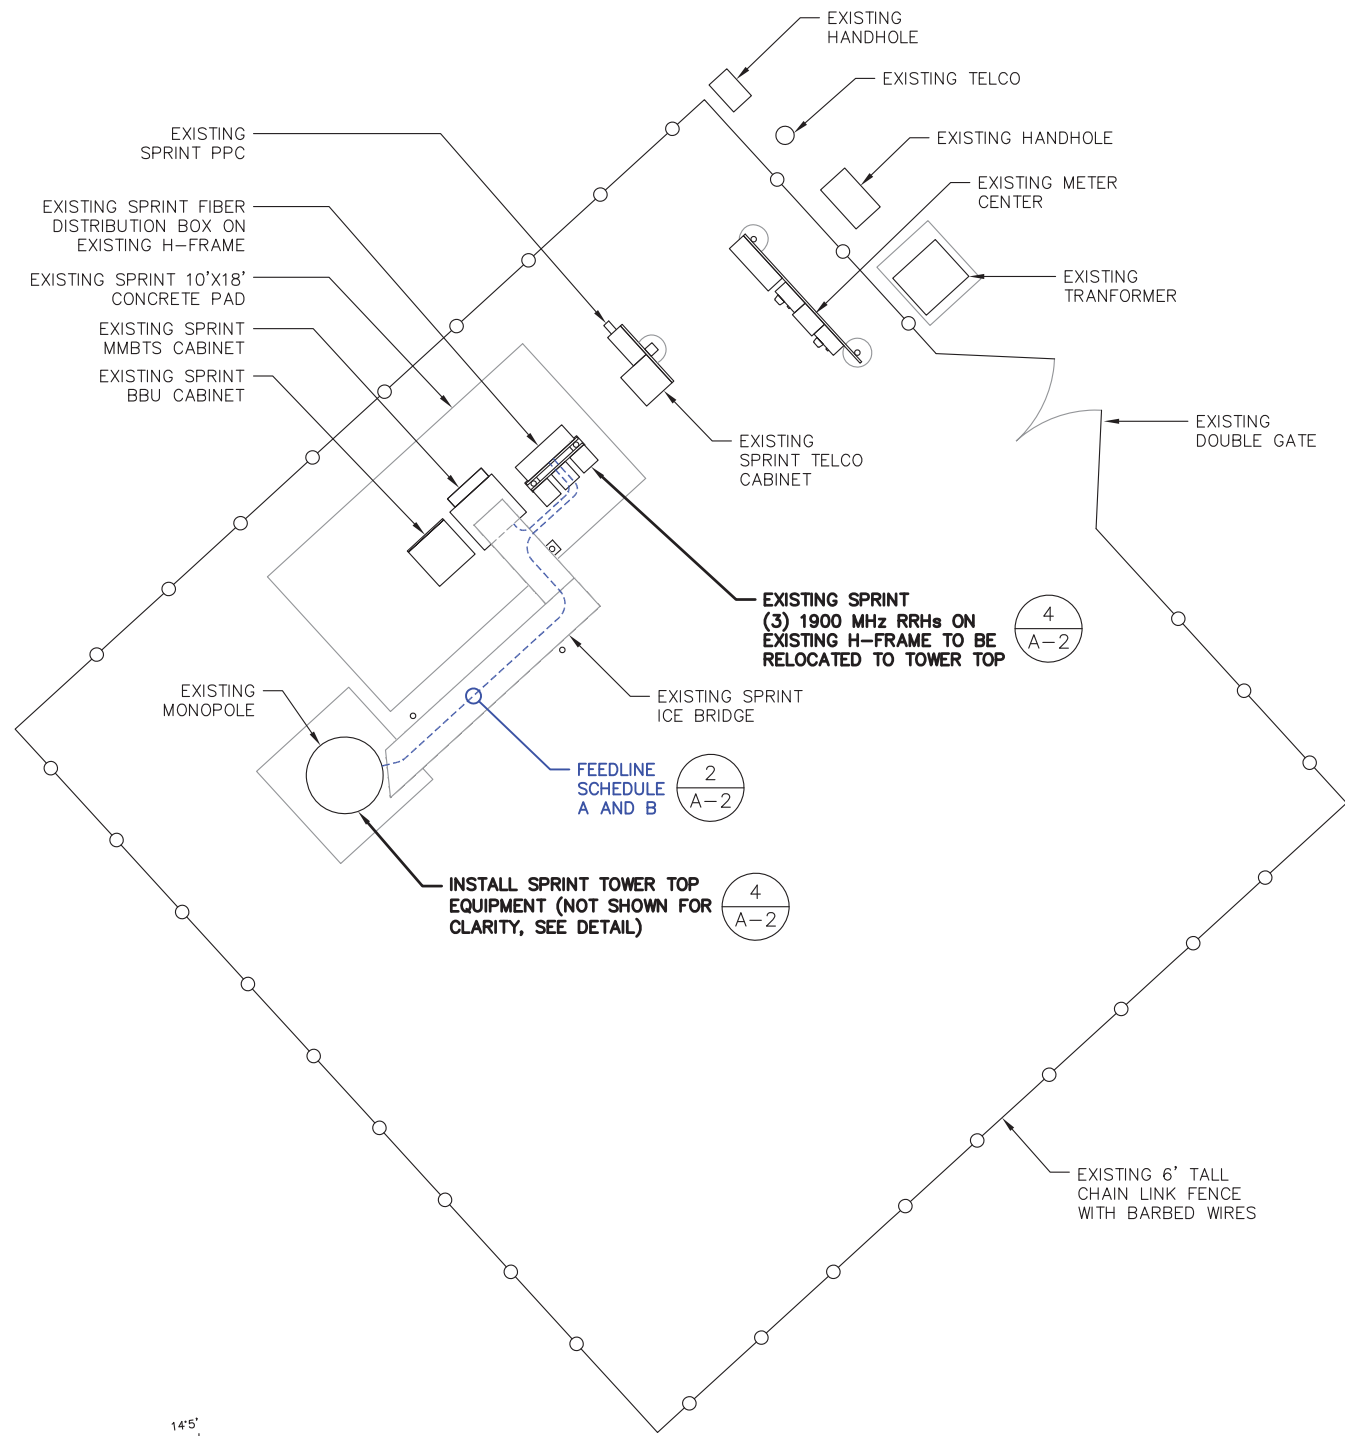 EXISTING
HANDHOLE
EXISTING TELCO
EXISTING
SPRINT PPC
EXISTING HANDHOLE
EXISTING METER
CENTER
EXISTING SPRINT FIBER
DISTRIBUTION BOX ON
EXISTING H-FRAME
EXISTING SPRINT 10'X18'
CONCRETE PAD
EXISTING
TRANFORMER
EXISTING SPRINT
MMBTS CABINET
EXISTING SPRINT
BBU CABINET
EXISTING
DOUBLE GATE
EXISTING
SPRINT TELCO
CABINET
EXISTING SPRINT
(3) 1900 MHz RRHs ON
EXISTING H-FRAME TO BE
RELOCATED TO TOWER TOP
4
A-2
EXISTING
MONOPOLE
EXISTING SPRINT
ICE BRIDGE
FEEDLINE
SCHEDULE
A AND B
2
A-2
INSTALL SPRINT TOWER TOP
EQUIPMENT (NOT SHOWN FOR
CLARITY, SEE DETAIL)
4
A-2
EXISTING 6' TALL
CHAIN LINK FENCE
WITH BARBED WIRES
14'5'